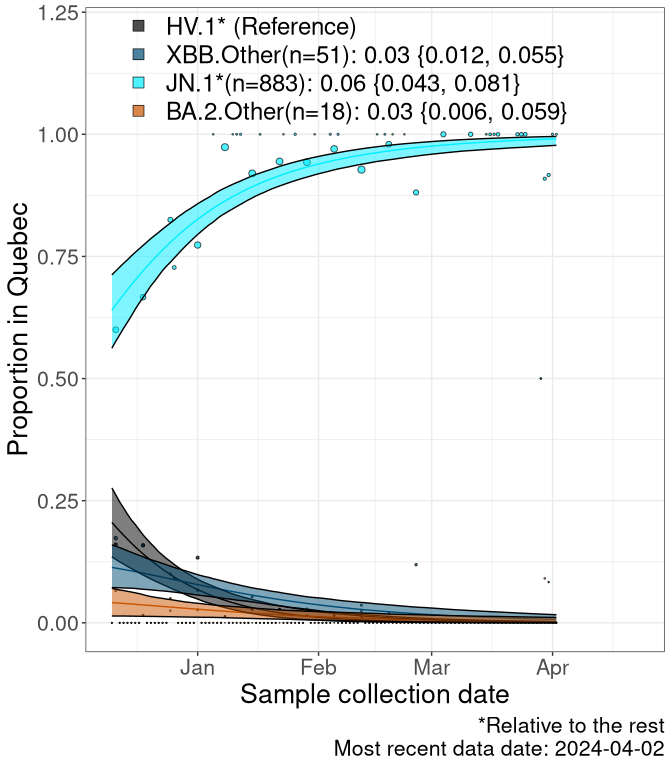 1.25
HV.1* (Reference)
XBB.Other(n=51): 0.03 {0.012, 0.055}
JN.1*(n=883): 0.06 {0.043, 0.081}
BA.2.Other(n=18): 0.03 {0.006, 0.059}
1.00
0.75
0.50
0.25
0.00
Proportion in Quebec
Jan Feb Mar Apr
Sample collection date
*Relative to the rest
Most recent data date: 2024-04-02